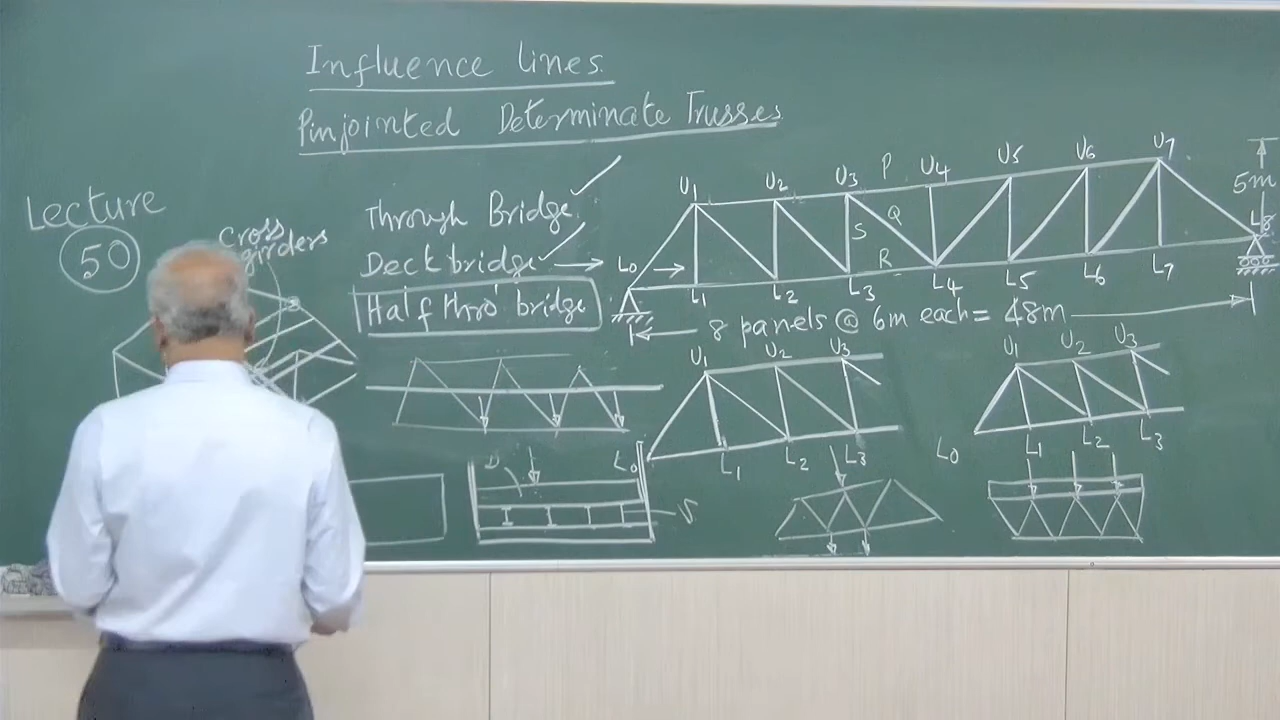 Influence lines
Pinjointed Determinate Trusses
Lecture
50
cross
girders
Through Bridge
Deck bridge
Half thro' bridge
U1 U2 U3 P U4 U5 U6 U7
5m
S Q
R
L0 L1 L2 L3 L4 L5 L6 L7 L8
8 panels @ 6m each = 48m
U1 U2 U3
L0 L1 L2 L3
U1 U2 U3
L0 L1 L2 L3